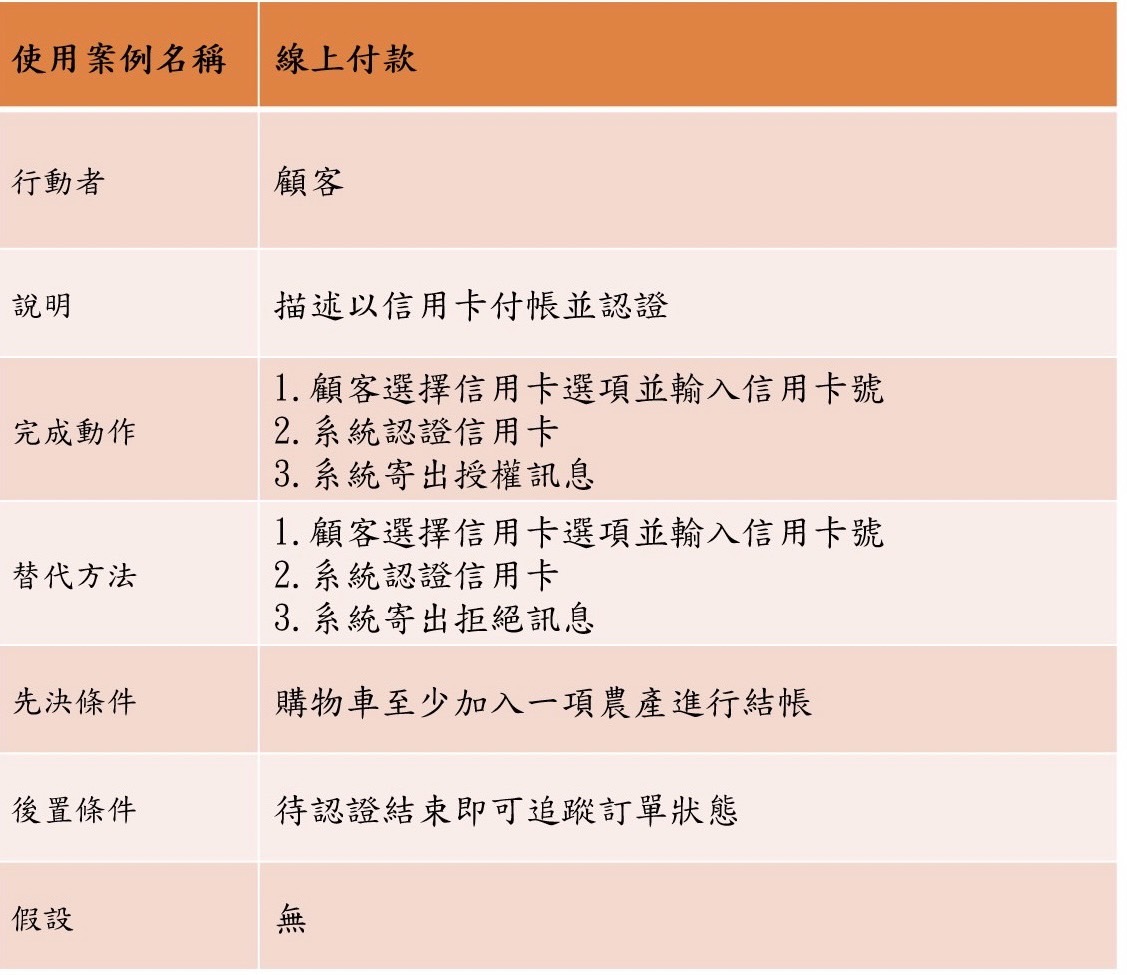 使用案例名稱 線上付款
行動者 顧客
說明 描述以信用卡付帳並認證
完成動作
1. 顧客選擇信用卡選項並輸入信用卡號
2. 系統認證信用卡
3. 系統寄出授權訊息
替代方法
1. 顧客選擇信用卡選項並輸入信用卡號
2. 系統認證信用卡
3. 系統寄出拒絕訊息
先決條件 購物車至少加入一項農產進行結帳
後置條件 待認證結束即可追蹤訂單狀態
假設 無